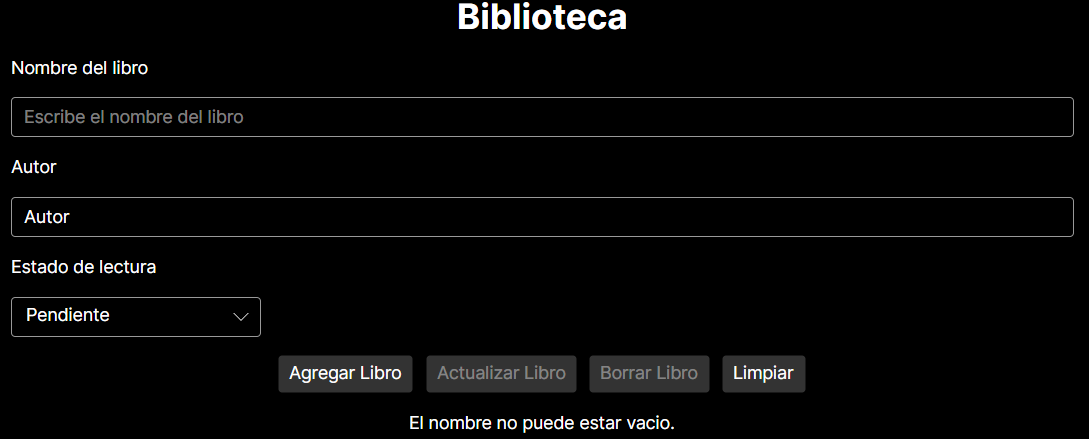 Biblioteca
Nombre del libro
Escribe el nombre del libro
Autor
Autor
Estado de lectura
Pendiente
Agregar Libro Actualizar Libro Borrar Libro Limpiar
El nombre no puede estar vacio.